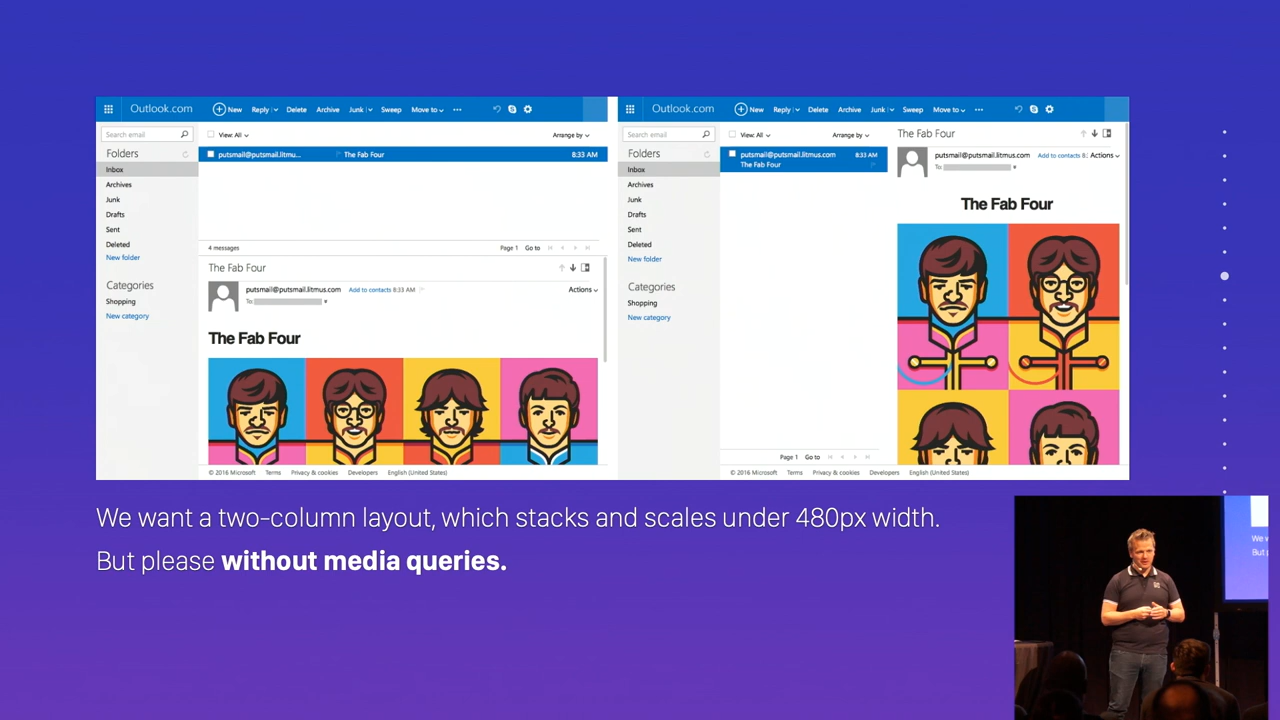 Outlook.com
New Reply Delete Archive Junk Sweep Move to
Search email
View: All
Arrange by
Folders
putsmail@putsmail.litmu... The Fab Four 8:33 AM
Inbox
Archives
Junk
Drafts
Sent
Deleted
4 messages
Page 1 Go to
New folder
The Fab Four
Categories
putsmail@putsmail.litmus.com Add to contacts 8:33 AM
Actions
To:
Shopping
New category
The Fab Four
© 2016 Microsoft Terms Privacy & cookies Developers English (United States)
Outlook.com
New Reply Delete Archive Junk Sweep Move to
Search email
View: All
Arrange by
The Fab Four
Folders
putsmail@putsmail.litmus.com 8:33 AM
The Fab Four
putsmail@putsmail.litmus.com Add to contacts 8: Actions
To:
Inbox
Archives
Junk
Drafts
Sent
Deleted
New folder
Categories
Shopping
New category
The Fab Four
Page 1 Go to
© 2016 Microsoft Terms Privacy & cookies Developers English (United States)
We want a two-column layout, which stacks and scales under 480px width.
But please without media queries.
We w
But p